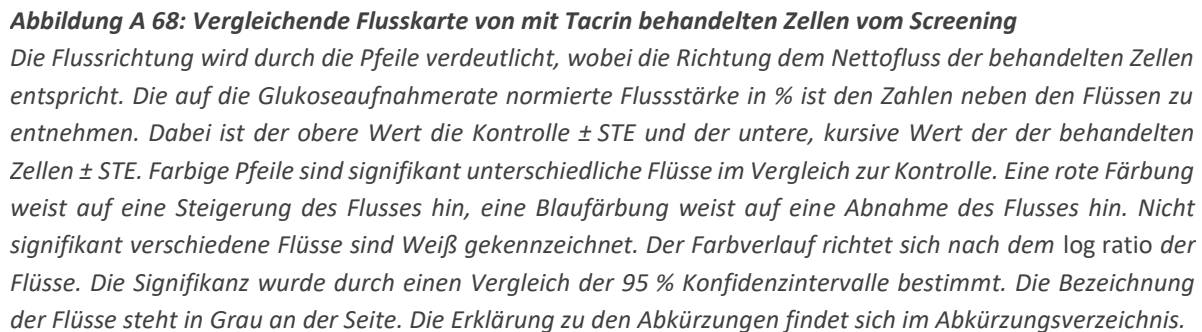 Abbildung A 68: Vergleichende Flusskarte von mit Tacrin behandelten Zellen vom Screening
Die Flussrichtung wird durch die Pfeile verdeutlicht, wobei die Richtung dem Nettofluss der behandelten Zellen
entspricht. Die auf die Glukoseaufnahmerate normierte Flussstärke in % ist den Zahlen neben den Flüssen zu
entnehmen. Dabei ist der obere Wert die Kontrolle ± STE und der untere, kursive Wert der der behandelten
Zellen ± STE. Farbige Pfeile sind signifikant unterschiedliche Flüsse im Vergleich zur Kontrolle. Eine rote Färbung
weist auf eine Steigerung des Flusses hin, eine Blaufärbung weist auf eine Abnahme des Flusses hin. Nicht
signifikant verschiedene Flüsse sind Weiß gekennzeichnet. Der Farbverlauf richtet sich nach dem log ratio der
Flüsse. Die Signifikanz wurde durch einen Vergleich der 95 % Konfidenzintervalle bestimmt. Die Bezeichnung
der Flüsse steht in Grau an der Seite. Die Erklärung zu den Abkürzungen findet sich im Abkürzungsverzeichnis.